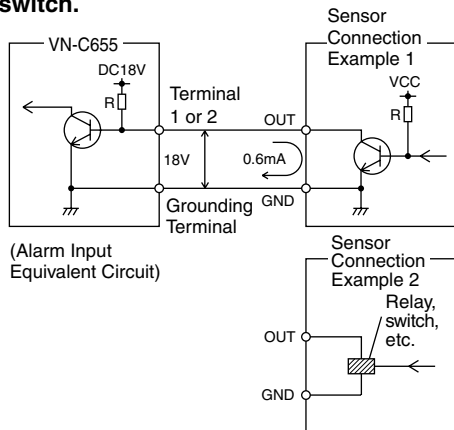 switch.
VN-C655
DC18V
R
Terminal
1 or 2
18V
Grounding
Terminal
(Alarm Input
Equivalent Circuit)
Sensor
Connection
Example 1
VCC
R
OUT
0.6mA
GND
Sensor
Connection
Example 2
Relay,
switch,
etc.
OUT
GND